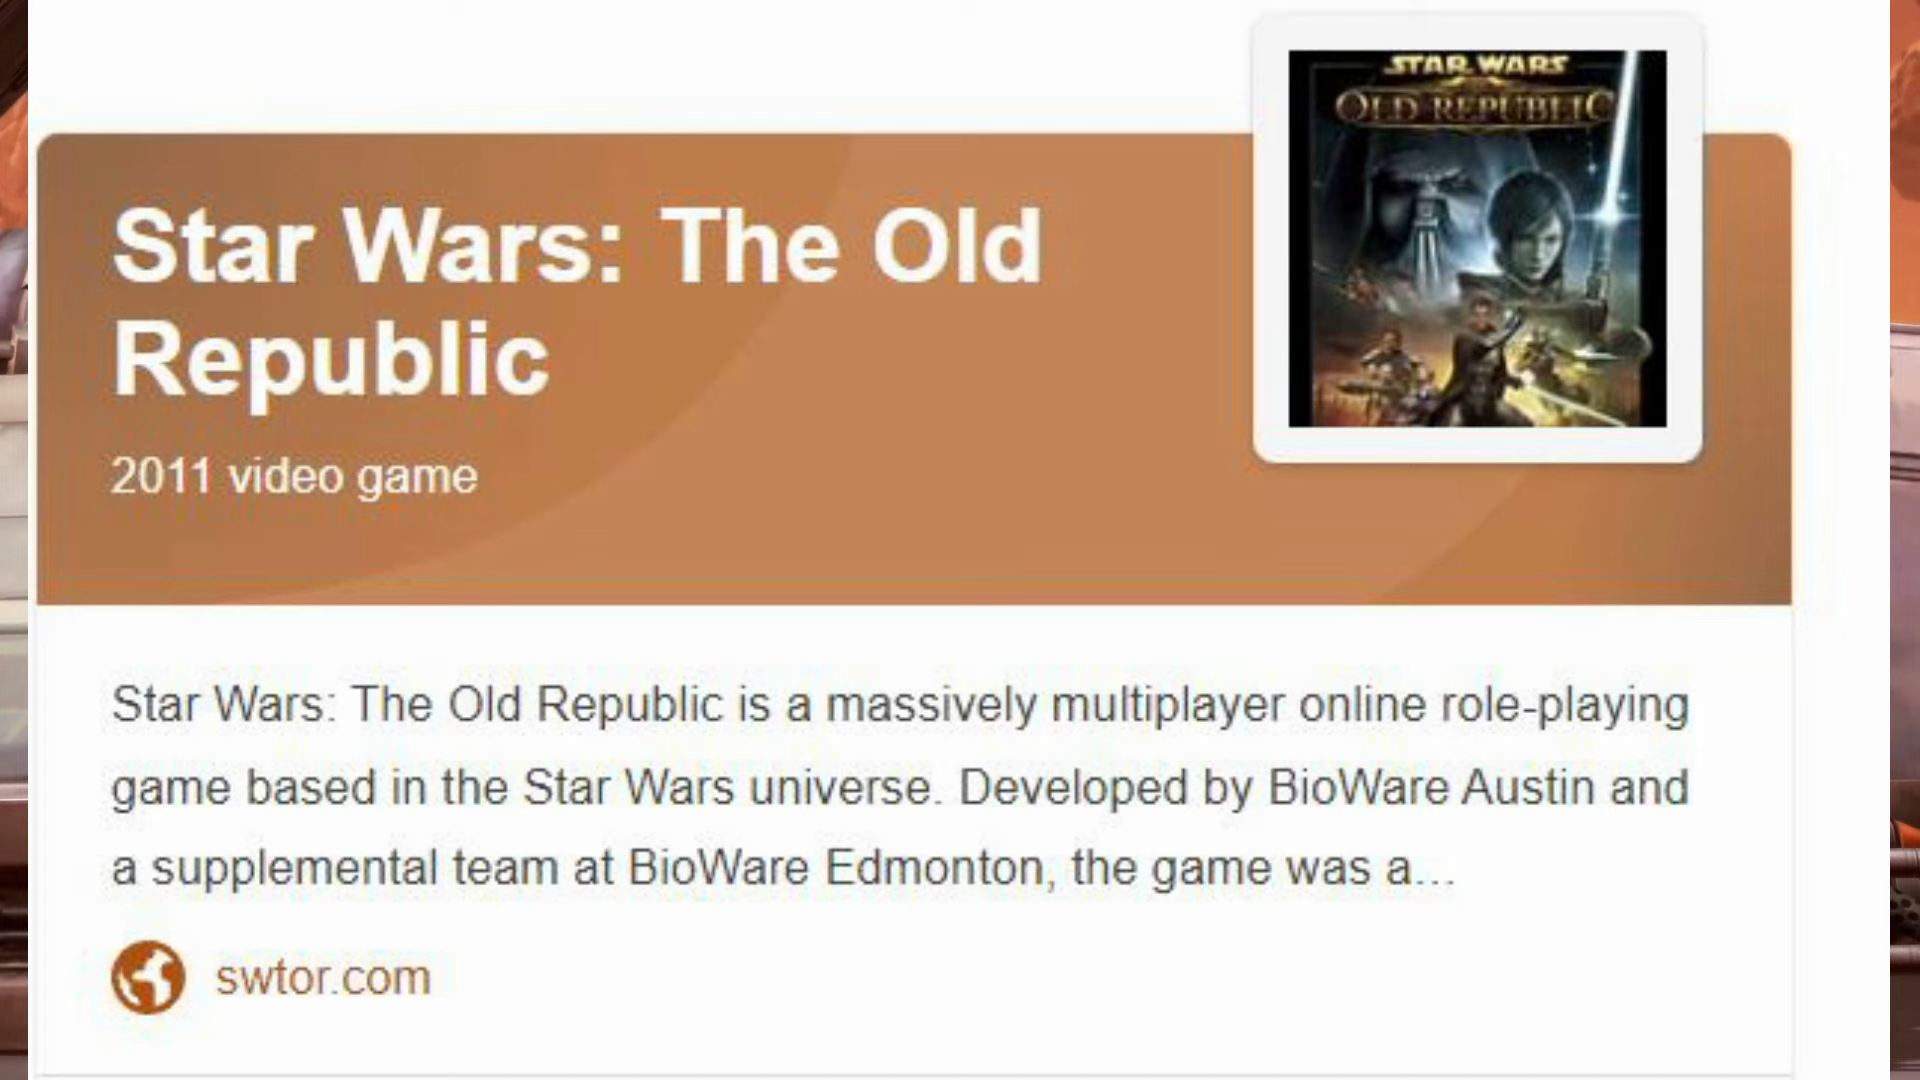 STAR WARS
OLD REPUBLIC
Star Wars: The Old
Republic
2011 video game
Star Wars: The Old Republic is a massively multiplayer online role-playing
game based in the Star Wars universe. Developed by BioWare Austin and
a supplemental team at BioWare Edmonton, the game was a...
swtor.com